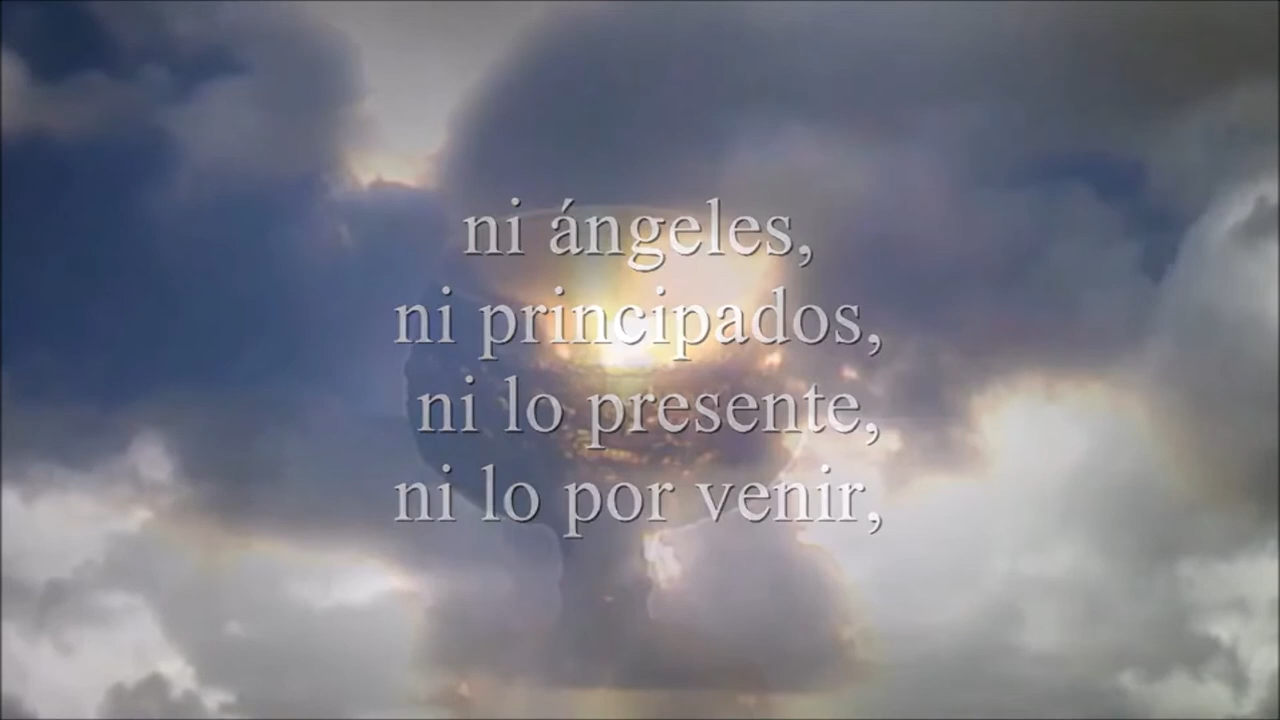 ni ángeles,
ni principados,
ni lo presente,
ni lo por venir,